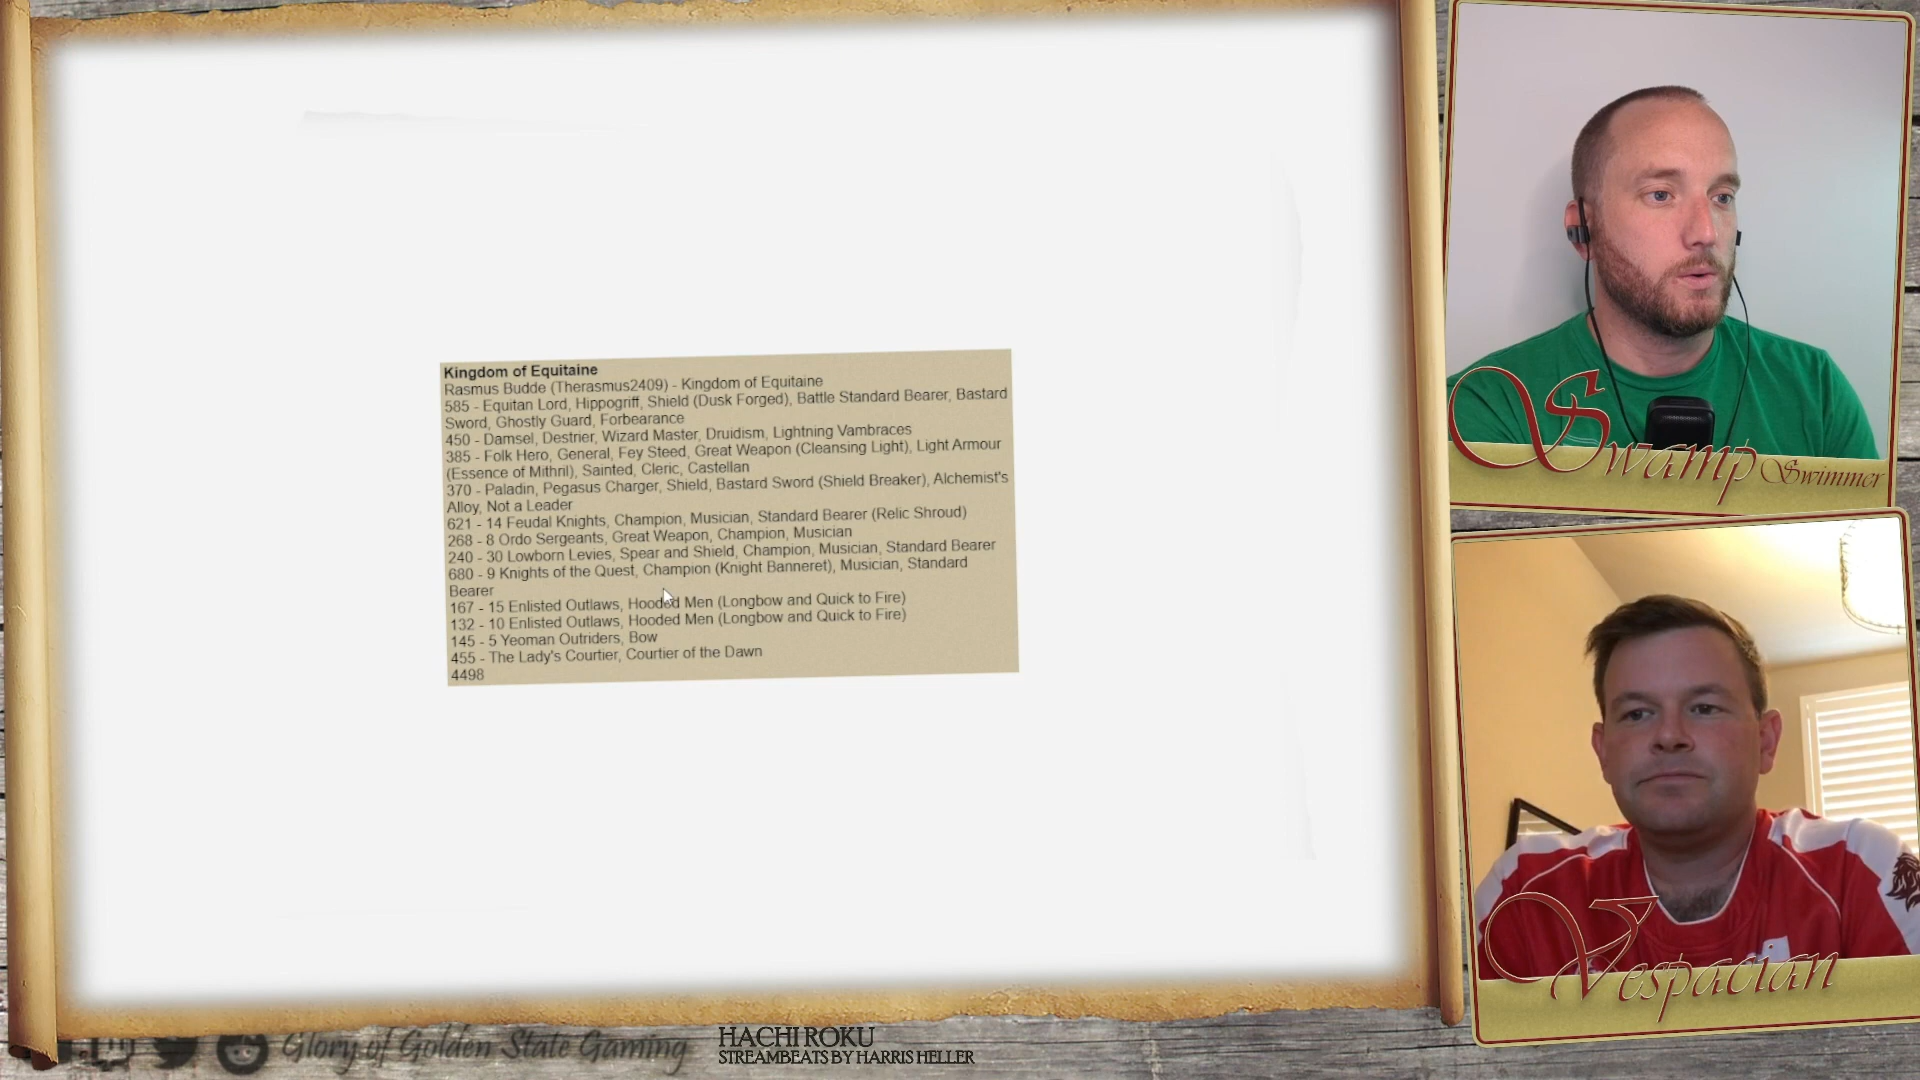 Kingdom of Equitaine
Rasmus Budde (Therasmus2409) - Kingdom of Equitaine
585 - Equitan Lord, Hippogriff, Shield (Dusk Forged), Battle Standard Bearer, Bastard
Sword, Ghostly Guard, Forbearance
450 - Damsel, Destrier, Wizard Master, Druidism, Lightning Vambraces
385 - Folk Hero, General, Fey Steed, Great Weapon (Cleansing Light), Light Armour
(Essence of Mithril), Sainted, Cleric, Castellan
370 - Paladin, Pegasus Charger, Shield, Bastard Sword (Shield Breaker), Alchemist's
Alloy, Not a Leader
621 - 14 Feudal Knights, Champion, Musician, Standard Bearer (Relic Shroud)
268 - 8 Ordo Sergeants, Great Weapon, Champion, Musician
240 - 30 Lowborn Levies, Spear and Shield, Champion, Musician, Standard Bearer
680 - 9 Knights of the Quest, Champion (Knight Banneret), Musician, Standard
Bearer
167 - 15 Enlisted Outlaws, Hooded Men (Longbow and Quick to Fire)
132 - 10 Enlisted Outlaws, Hooded Men (Longbow and Quick to Fire)
145 - 5 Yeoman Outriders, Bow
455 - The Lady's Courtier, Courtier of the Dawn
4498
Swamp Swimmer
Vespacian
Glory of Golden State Gaming
HACHI ROKU
STREAMBEATS BY HARRIS HELLER